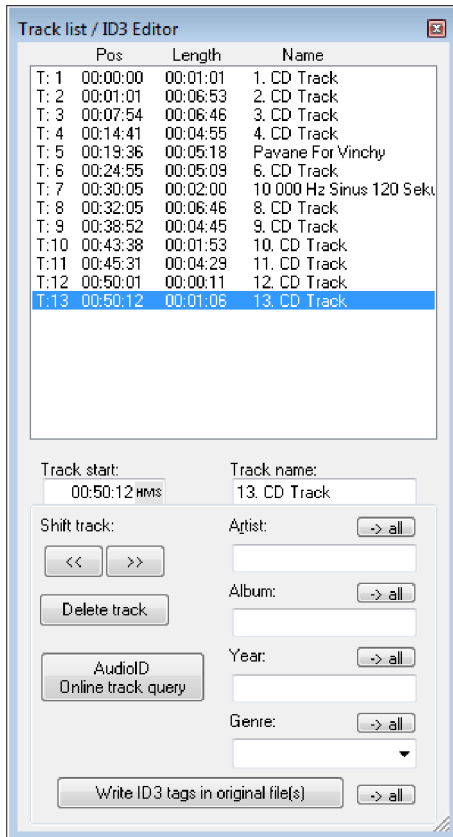 Track list / ID3 Editor
Pos Length Name
T: 1 00:00:00 00:01:01 1. CD Track
T: 2 00:01:01 00:06:53 2. CD Track
T: 3 00:07:54 00:06:46 3. CD Track
T: 4 00:14:41 00:04:55 4. CD Track
T: 5 00:19:36 00:05:18 Pavane For Vinchy
T: 6 00:24:55 00:05:09 6. CD Track
T: 7 00:30:05 00:02:00 10 000 Hz Sinus 120 Seku
T: 8 00:32:05 00:06:46 8. CD Track
T: 9 00:38:52 00:04:45 9. CD Track
T:10 00:43:38 00:01:53 10. CD Track
T:11 00:45:31 00:04:29 11. CD Track
T:12 00:50:01 00:00:11 12. CD Track
T:13 00:50:12 00:01:06 13. CD Track
Track start: Track name:
00:50:12 HMS 13. CD Track
Shift track: Artist: -> all
<< >>
Album: -> all
Delete track
Year: -> all
AudioID
Online track query
Genre: -> all
Write ID3 tags in original file(s) -> all